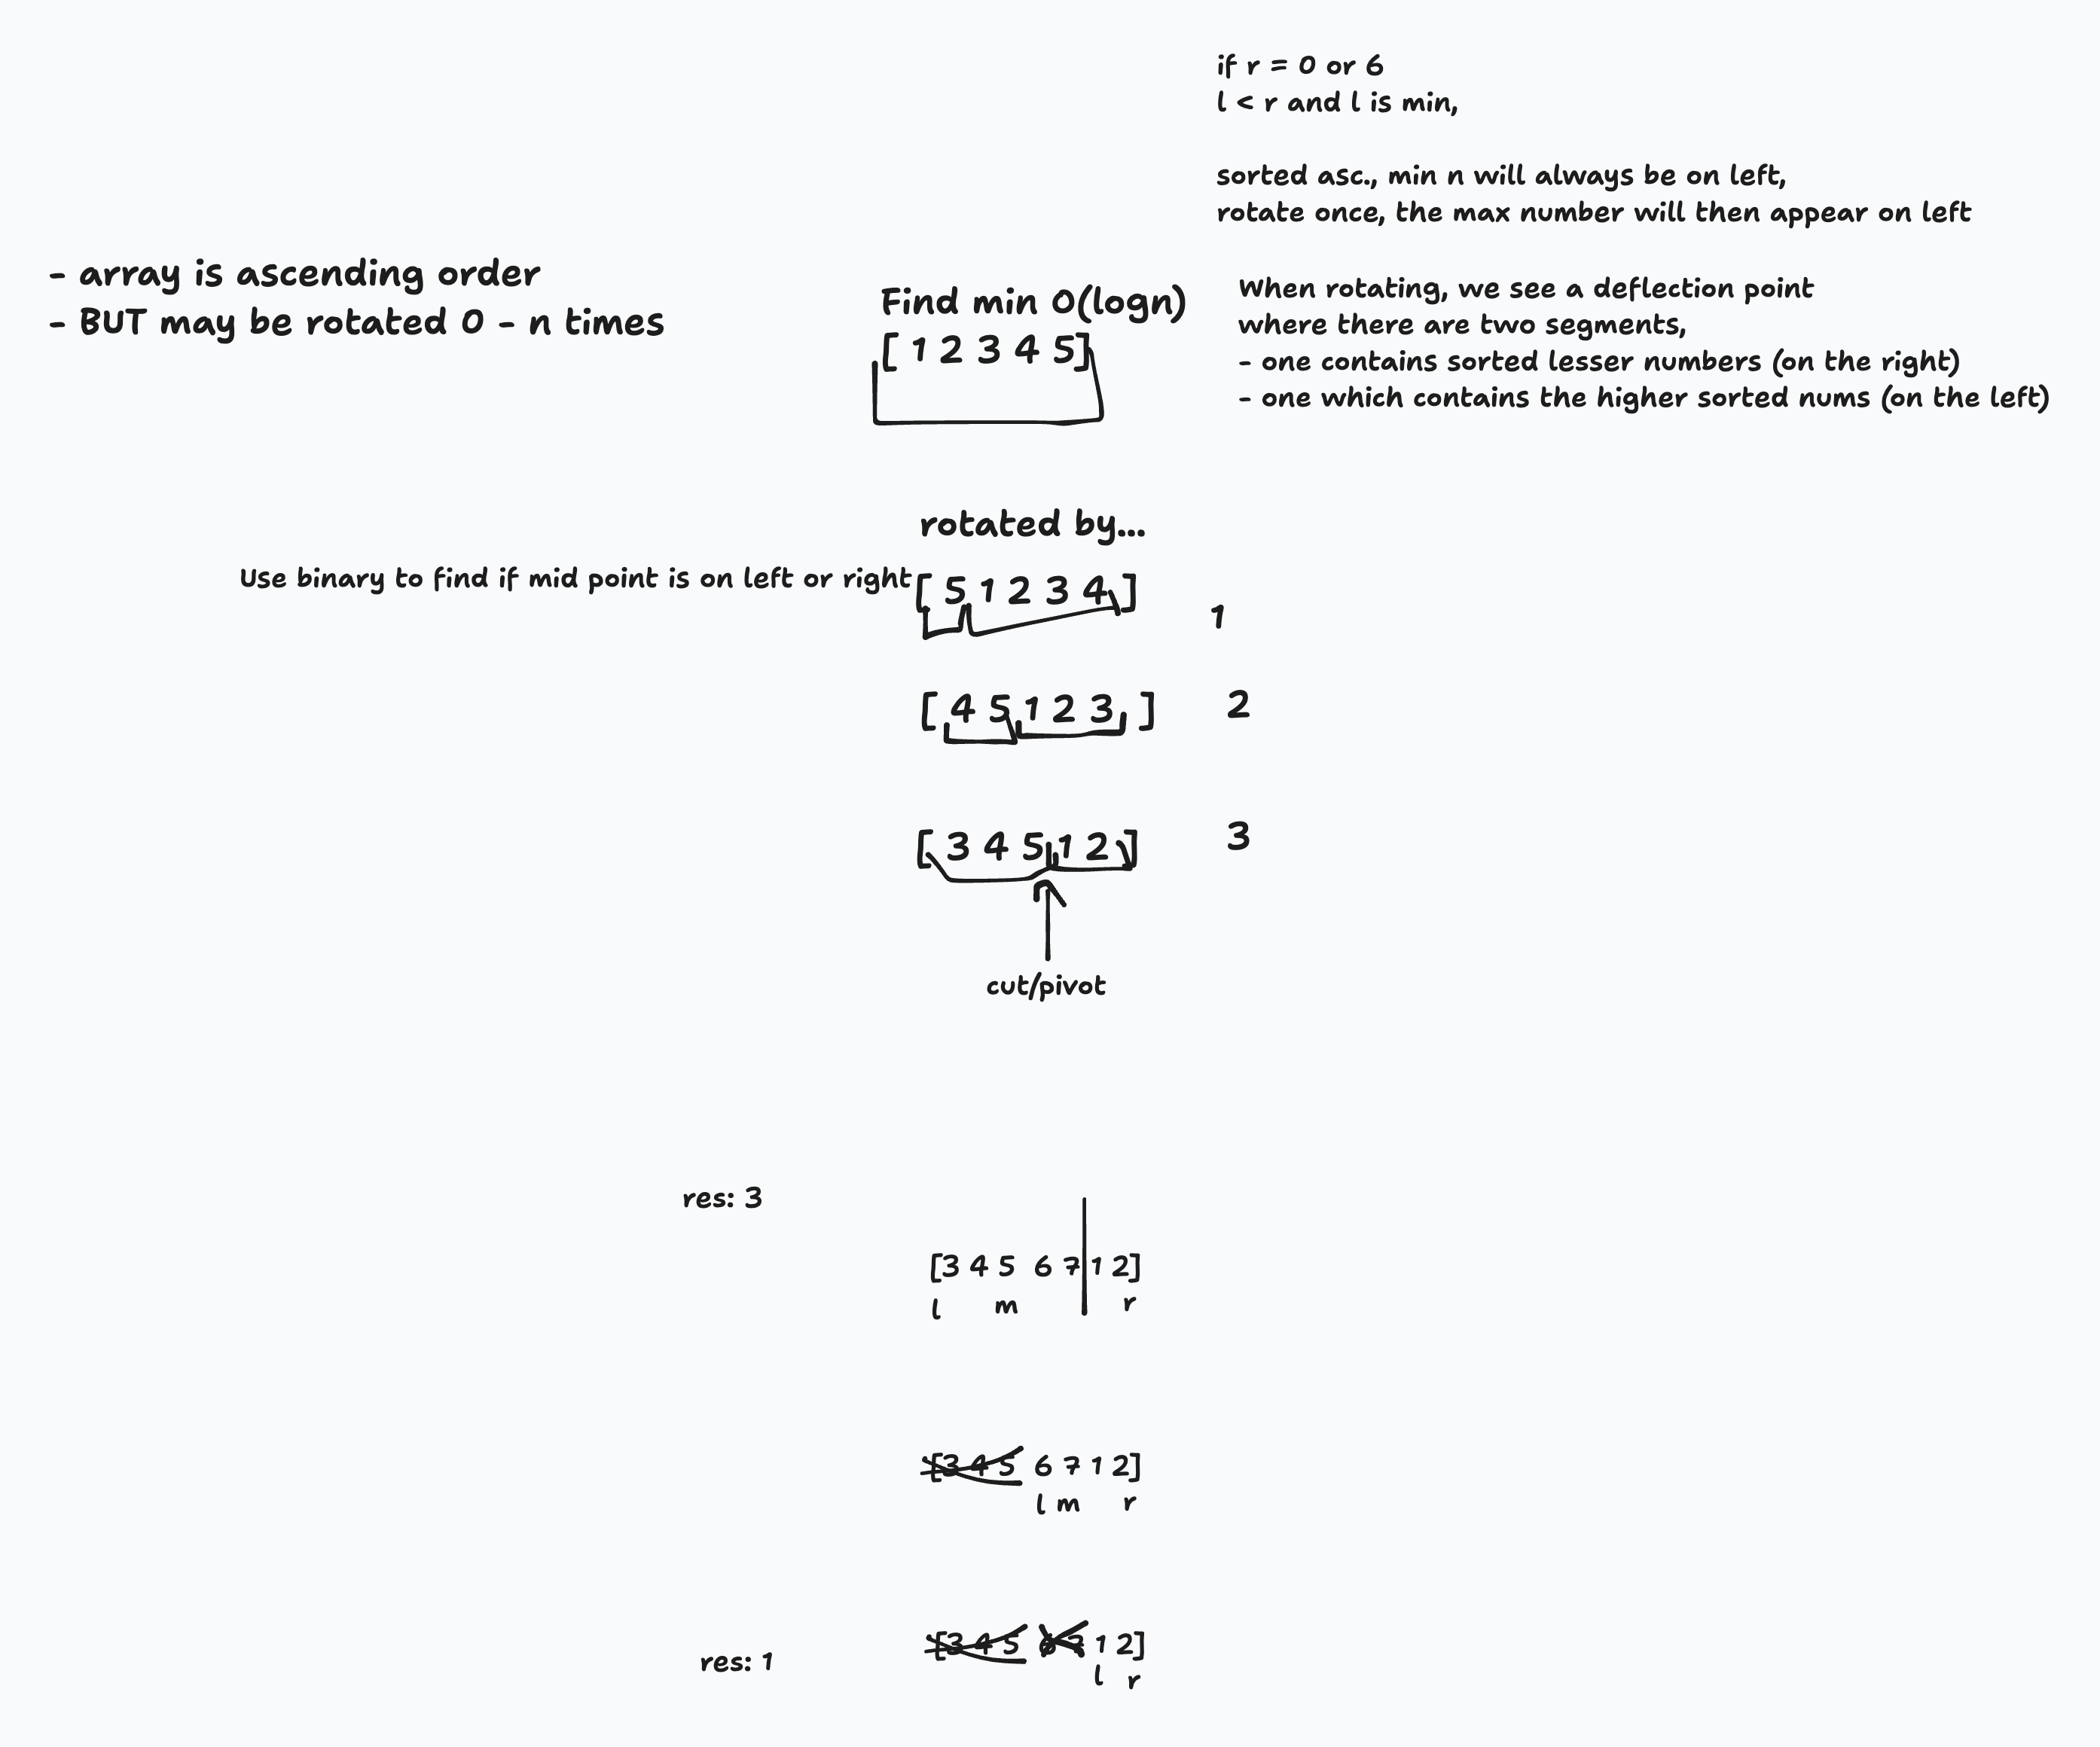 if r = 0 or 6
l < r and l is min,
sorted asc., min n will always be on left,
rotate once, the max number will then appear on left
- array is ascending order
- BUT may be rotated 0 - n times
Find min O(logn)
[ 1 2 3 4 5]
When rotating, we see a deflection point
where there are two segments,
- one contains sorted lesser numbers (on the right)
- one which contains the higher sorted nums (on the left)
rotated by...
Use binary to find if mid point is on left or right
[ 5 1 2 3 4 ]
1
[ 4 5 1 2 3 ]
2
[ 3 4 5 1 2 ]
3
cut/pivot
res: 3
[3 4 5 6 7 1 2]
l m r
[3 4 5 6 7 1 2]
l m r
[3 4 5 6 7 1 2]
l r
res: 1